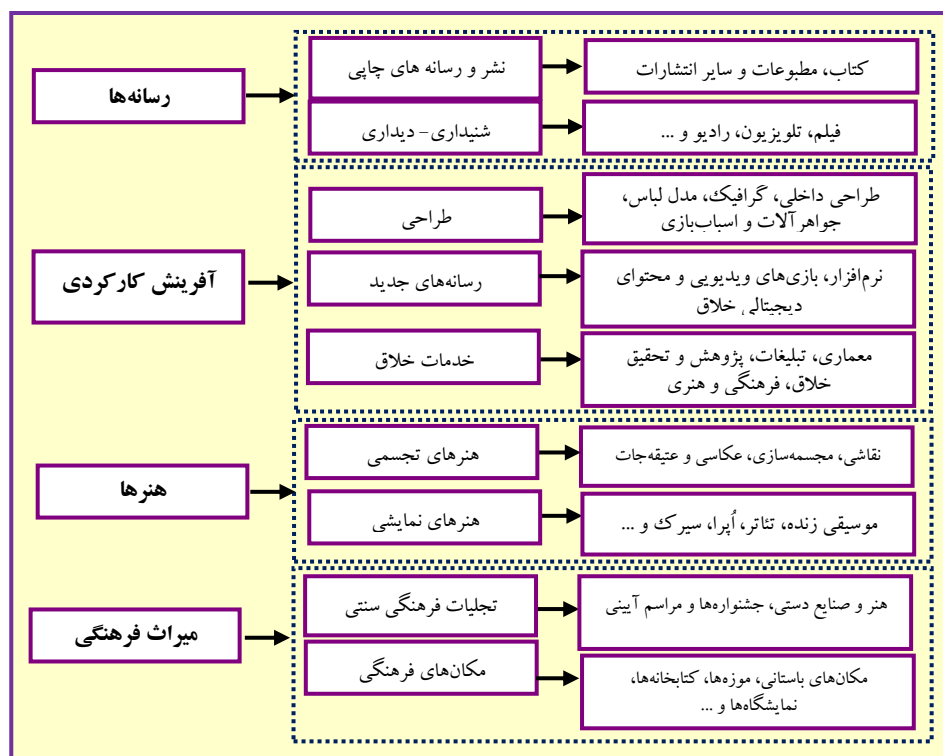 رسانه‌ها
نشر و رسانه های چاپی
کتاب، مطبوعات و سایر انتشارات
شنیداری- دیداری
فیلم، تلویزیون، رادیو و ...
آفرینش کارکردی
طراحی
طراحی داخلی، گرافیک، مدل لباس،
جواهرآلات و اسباب‌بازی
رسانه‌های جدید
نرم‌افزار، بازی‌های ویدیویی و محتوای
دیجیتالی خلاق
خدمات خلاق
معماری، تبلیغات، پژوهش و تحقیق
خلاق، فرهنگی و هنری
هنرها
هنرهای تجسمی
نقاشی، مجسمه‌سازی، عکاسی و عتیقه‌جات
هنرهای نمایشی
موسیقی زنده، تئاتر، اُپرا، سیرک و ...
میراث فرهنگی
تجلیات فرهنگی سنتی
هنر و صنایع دستی، جشنواره‌ها و مراسم آیینی
مکان‌های فرهنگی
مکان‌های باستانی، موزه‌ها، کتابخانه‌ها،
نمایشگاه‌ها و ...